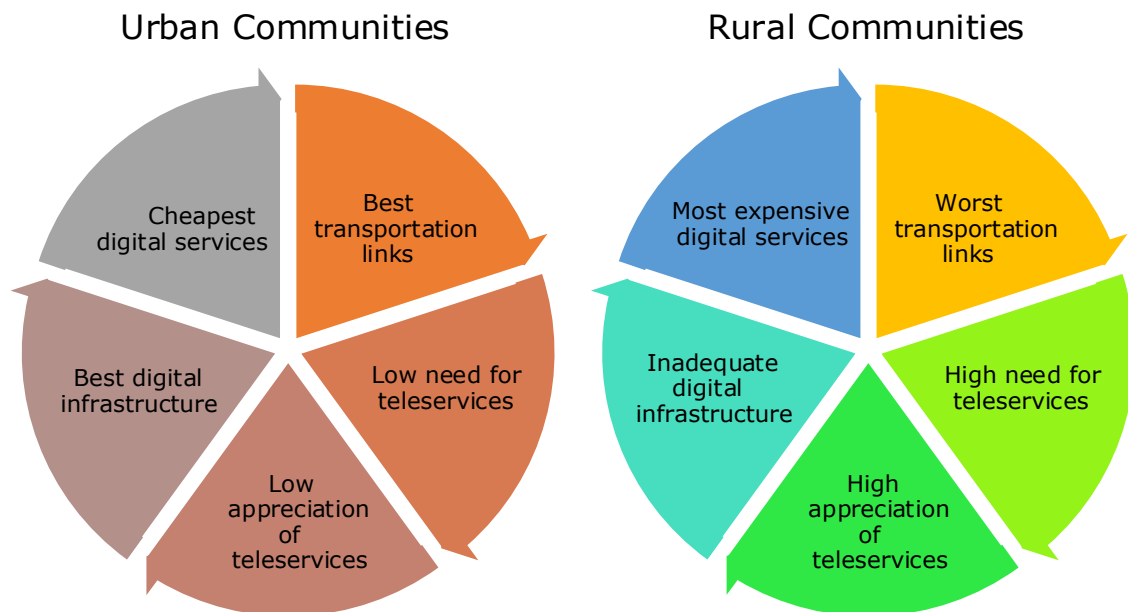 Urban Communities
Cheapest
digital services
Best
transportation
links
Best digital
infrastructure
Low need for
teleservices
Low
appreciation
of
teleservices
Rural Communities
Most expensive
digital services
Worst
transportation
links
Inadequate
digital
infrastructure
High need for
teleservices
High
appreciation
of
teleservices